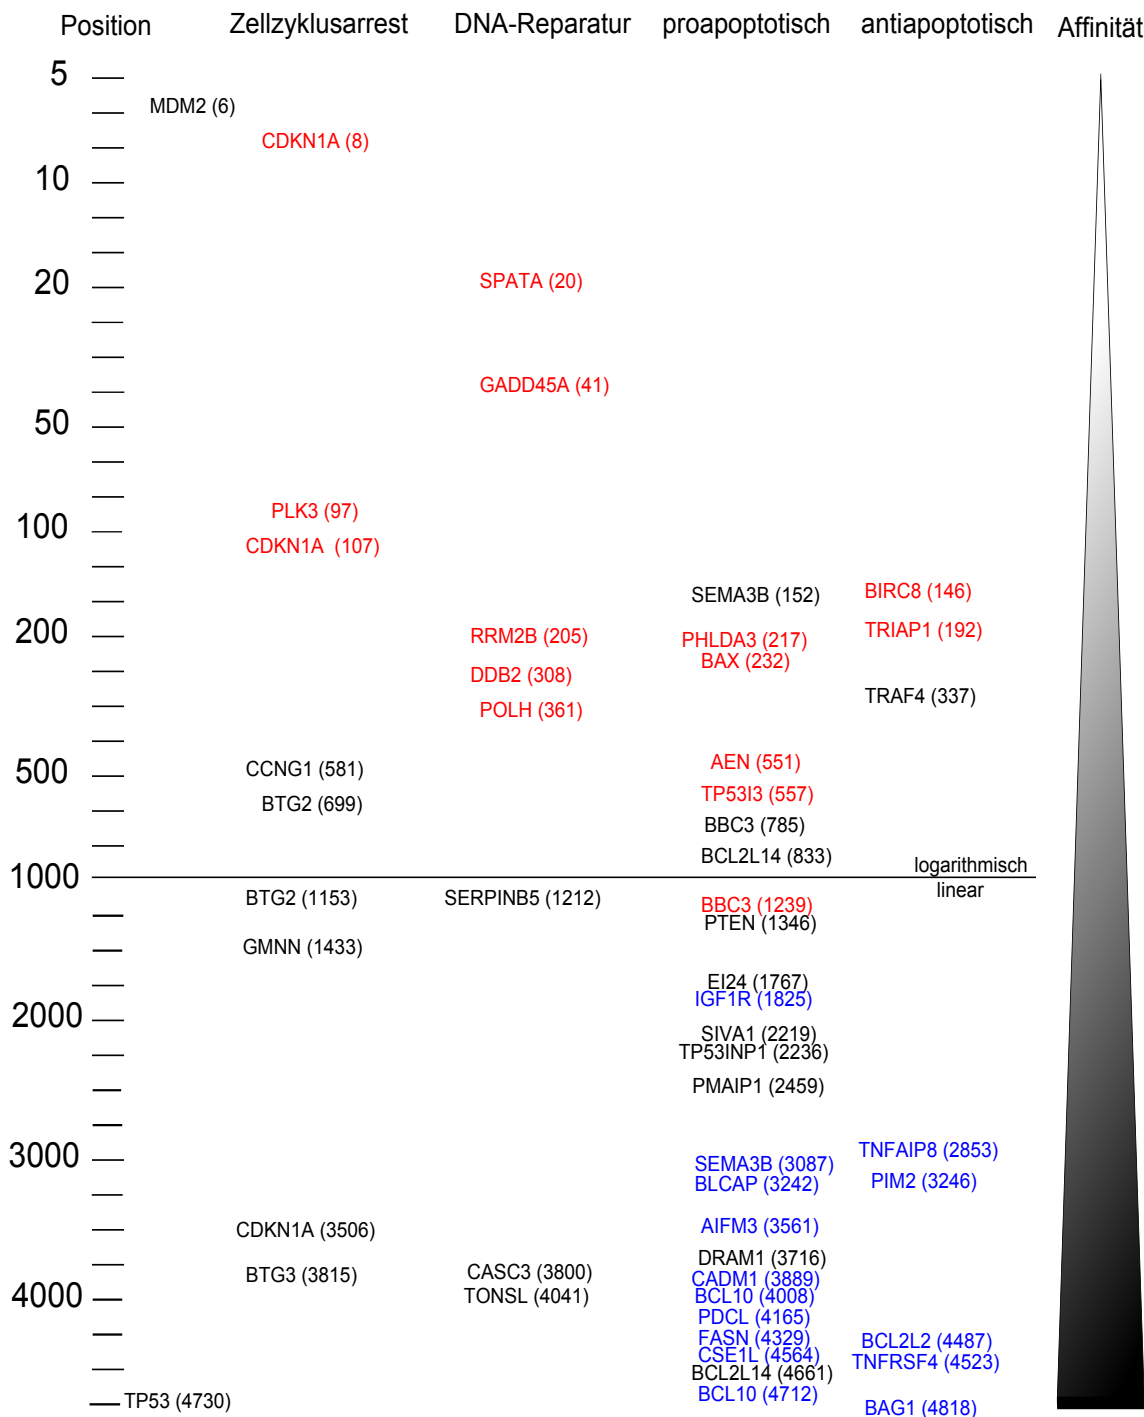 Position Zellzyklusarrest DNA-Reparatur proapoptotisch antiapoptotisch Affinität
5
MDM2 (6)
CDKN1A (8)
10
20 SPATA (20)
GADD45A (41)
50
PLK3 (97)
100
CDKN1A (107)
SEMA3B (152) BIRC8 (146)
200 RRM2B (205) PHLDA3 (217) TRIAP1 (192)
BAX (232)
DDB2 (308)
TRAF4 (337)
POLH (361)
AEN (551)
500 CCNG1 (581)
TP53I3 (557)
BTG2 (699)
BBC3 (785)
BCL2L14 (833)
logarithmisch
1000
linear
BTG2 (1153) SERPINB5 (1212) BBC3 (1239)
PTEN (1346)
GMNN (1433)
EI24 (1767)
IGF1R (1825)
2000
SIVA1 (2219)
TP53INP1 (2236)
PMAIP1 (2459)
TNFAIP8 (2853)
3000 SEMA3B (3087)
BLCAP (3242) PIM2 (3246)
CDKN1A (3506) AIFM3 (3561)
DRAM1 (3716)
BTG3 (3815) CASC3 (3800) CADM1 (3889)
4000 TONSL (4041) BCL10 (4008)
PDCL (4165)
FASN (4329) BCL2L2 (4487)
CSE1L (4564) TNFRSF4 (4523)
BCL2L14 (4661)
TP53 (4730) BCL10 (4712)
BAG1 (4818)